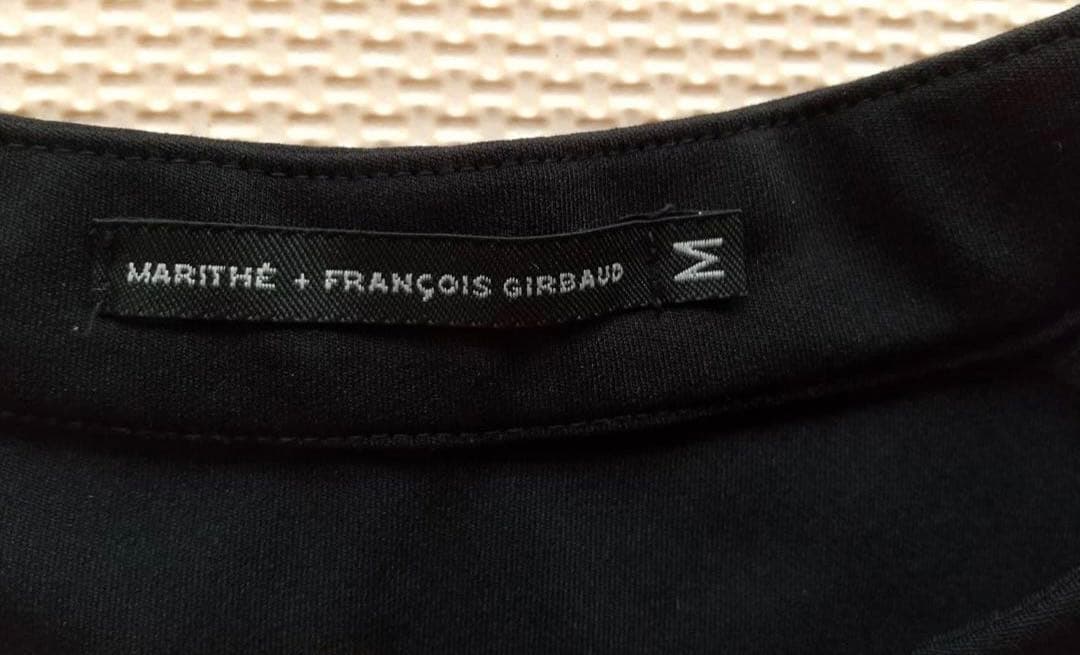 MARITHÉ + FRANÇOIS GIRBAUD
M